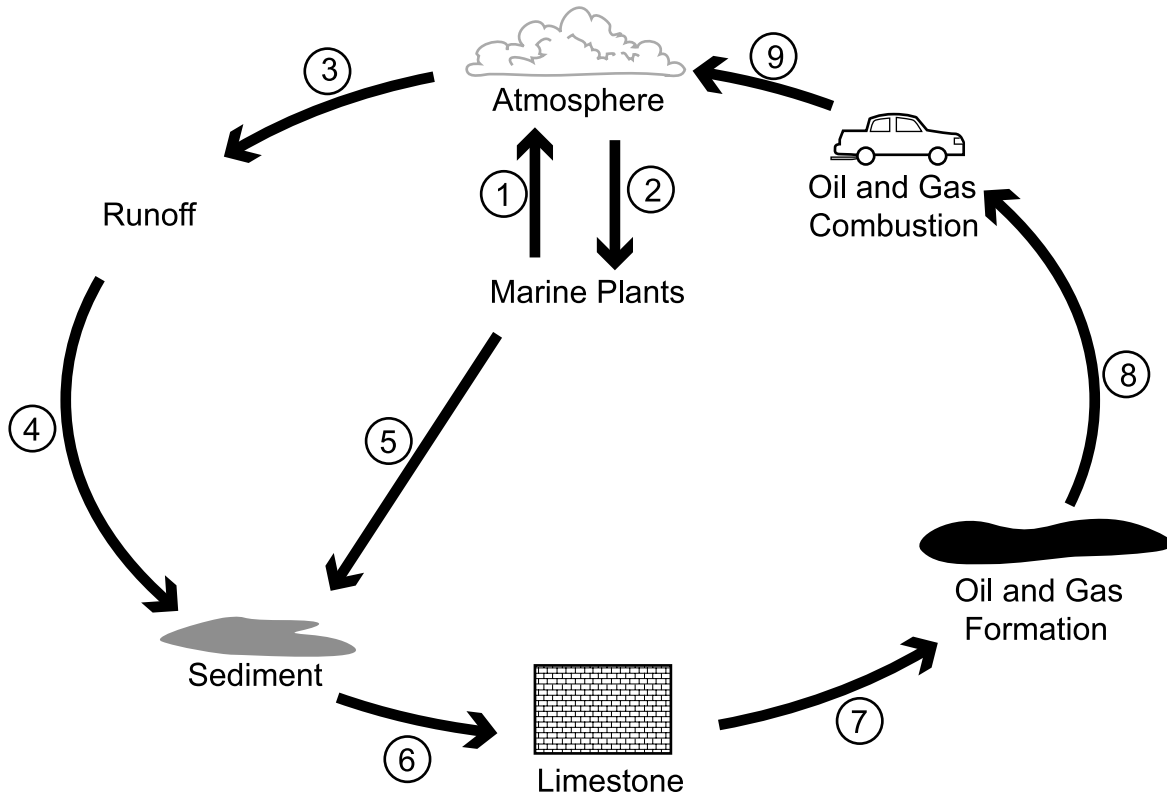 3
9
Atmosphere
1
2
Runoff
Oil and Gas
Combustion
Marine Plants
8
4
5
Oil and Gas
Formation
Sediment
7
6
Limestone